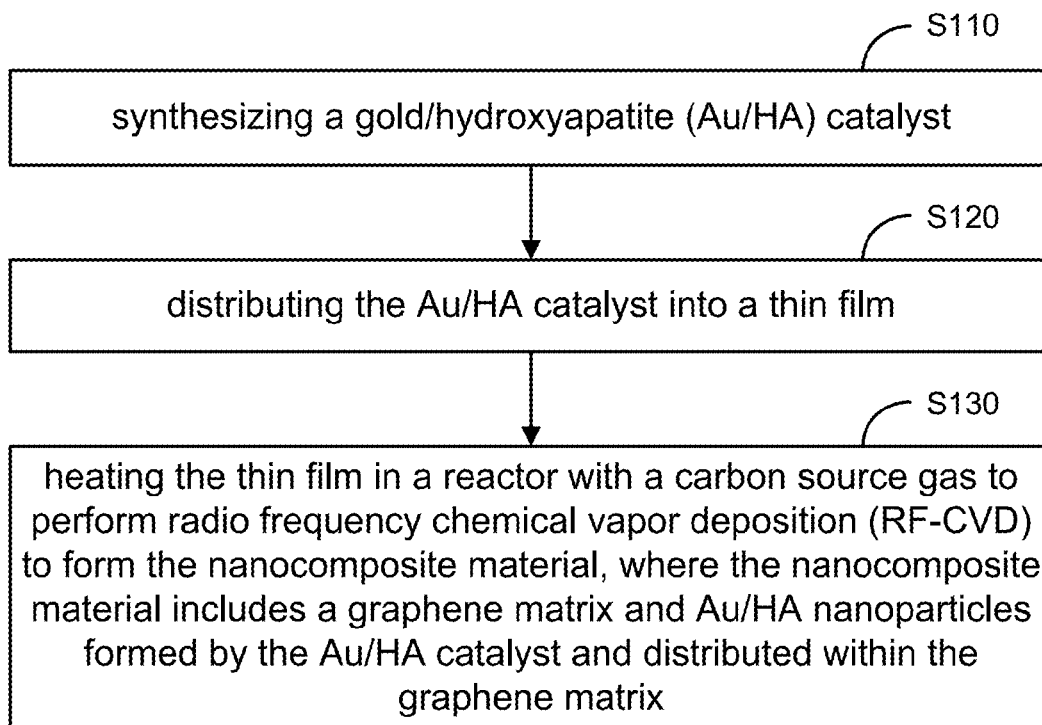 S110
synthesizing a gold/hydroxyapatite (Au/HA) catalyst
S120
distributing the Au/HA catalyst into a thin film
S130
heating the thin film in a reactor with a carbon source gas to
perform radio frequency chemical vapor deposition (RF-CVD)
to form the nanocomposite material, where the nanocomposite
material includes a graphene matrix and Au/HA nanoparticles
formed by the Au/HA catalyst and distributed within the
graphene matrix